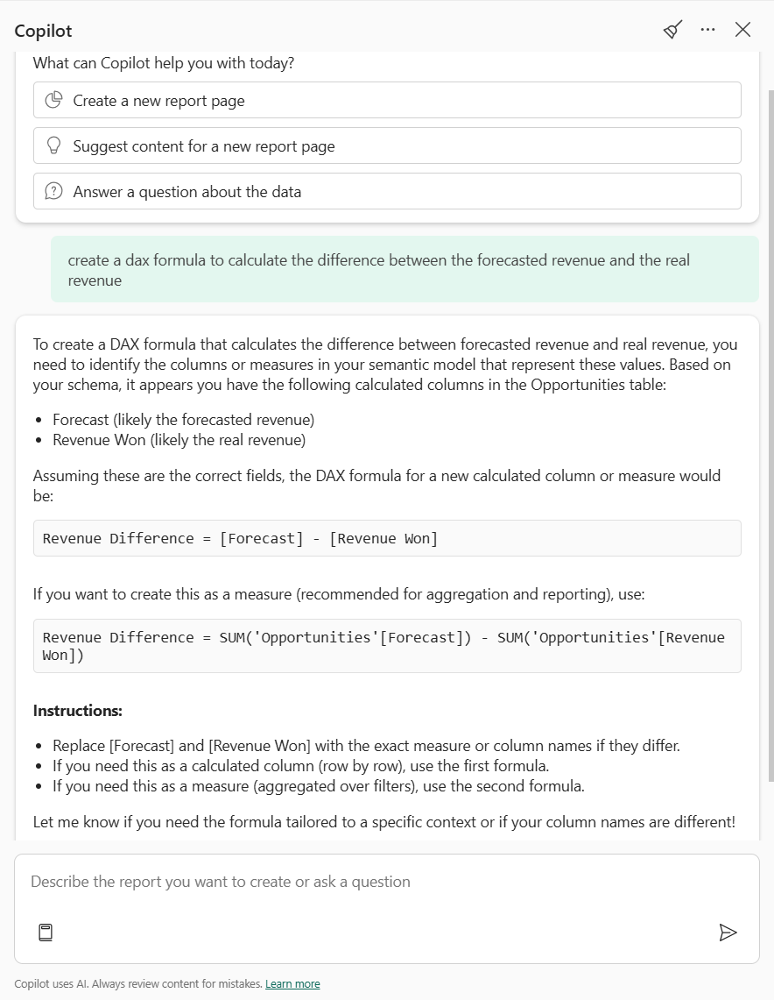 Copilot
What can Copilot help you with today?
Create a new report page
Suggest content for a new report page
Answer a question about the data
create a dax formula to calculate the difference between the forecasted revenue and the real
revenue
To create a DAX formula that calculates the difference between forecasted revenue and real revenue, you
need to identify the columns or measures in your semantic model that represent these values. Based on
your schema, it appears you have the following calculated columns in the Opportunities table:
• Forecast (likely the forecasted revenue)
• Revenue Won (likely the real revenue)
Assuming these are the correct fields, the DAX formula for a new calculated column or measure would
be:
Revenue Difference = [Forecast] - [Revenue Won]
If you want to create this as a measure (recommended for aggregation and reporting), use:
Revenue Difference = SUM('Opportunities'[Forecast]) - SUM('Opportunities'[Revenue
Won])
Instructions:
• Replace [Forecast] and [Revenue Won] with the exact measure or column names if they differ.
• If you need this as a calculated column (row by row), use the first formula.
• If you need this as a measure (aggregated over filters), use the second formula.
Let me know if you need the formula tailored to a specific context or if your column names are different!
Describe the report you want to create or ask a question
Copilot uses AI. Always review content for mistakes. Learn more